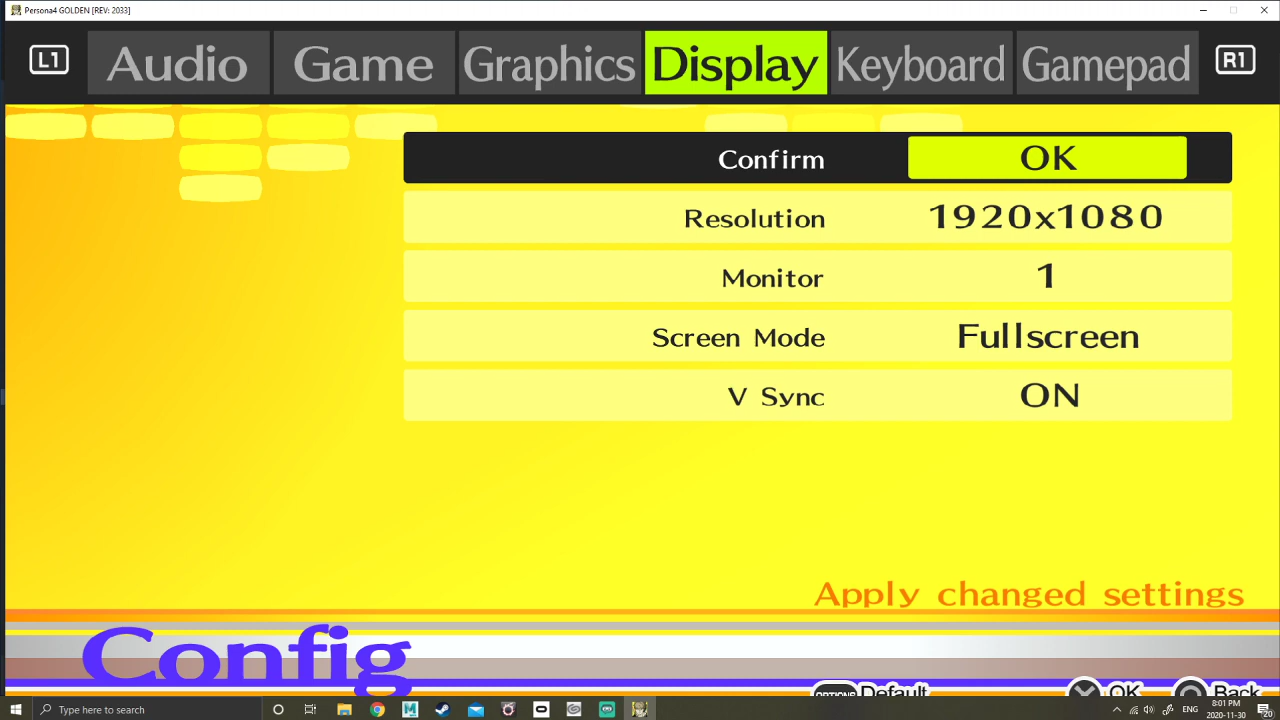 Persona4 GOLDEN [REV: 2033]
L1 Audio Game Graphics Display Keyboard Gamepad R1
Confirm OK
Resolution 1920x1080
Monitor 1
Screen Mode Fullscreen
V Sync ON
Apply changed settings
Config
OPTIONS Default OK Back
Type here to search
ENG
8:01 PM
2020-11-30
20